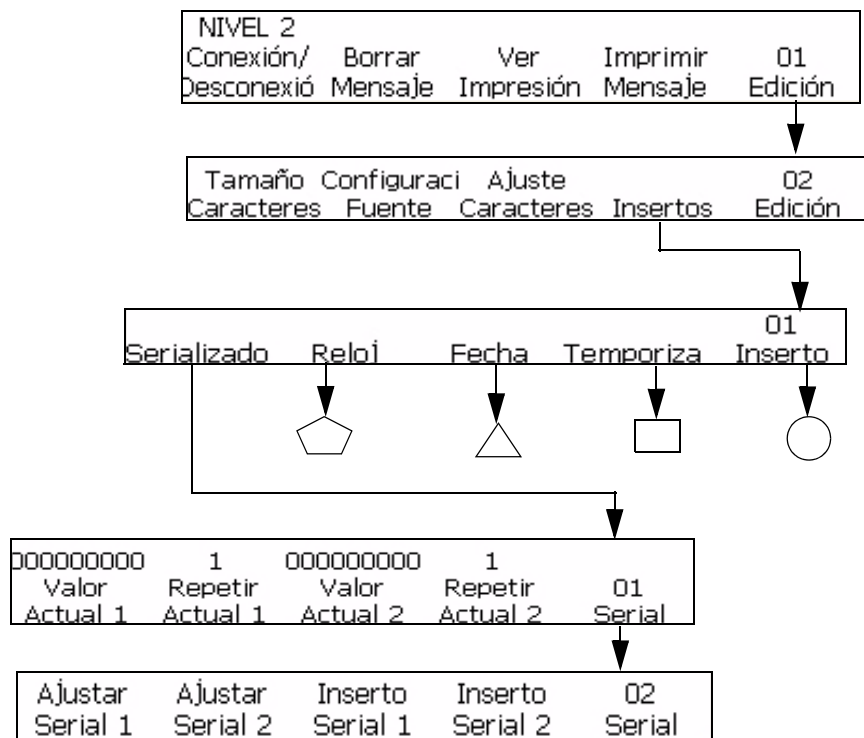 NIVEL 2
Conexión/ Borrar Ver Imprimir 01
Desconexió Mensaje Impresión Mensaje Edición
Tamaño Configuraci Ajuste 02
Caracteres Fuente Caracteres Insertos Edición
01
Serializado Reloj Fecha Temporiza Inserto
000000000 1 000000000 1
Valor Repetir Valor Repetir 01
Actual 1 Actual 1 Actual 2 Actual 2 Serial
Ajustar Ajustar Inserto Inserto 02
Serial 1 Serial 2 Serial 1 Serial 2 Serial